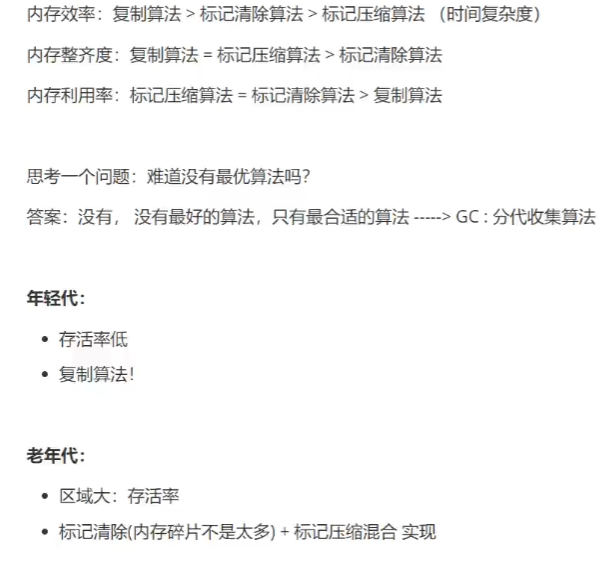 内存效率：复制算法 > 标记清除算法 > 标记压缩算法 （时间复杂度）
内存整齐度：复制算法 = 标记压缩算法 > 标记清除算法
内存利用率：标记压缩算法 = 标记清除算法 > 复制算法
思考一个问题：难道没有最优算法吗？
答案：没有， 没有最好的算法，只有最合适的算法 -----> GC : 分代收集算法
年轻代：
• 存活率低
• 复制算法！
老年代：
• 区域大：存活率
• 标记清除(内存碎片不是太多) + 标记压缩混合 实现